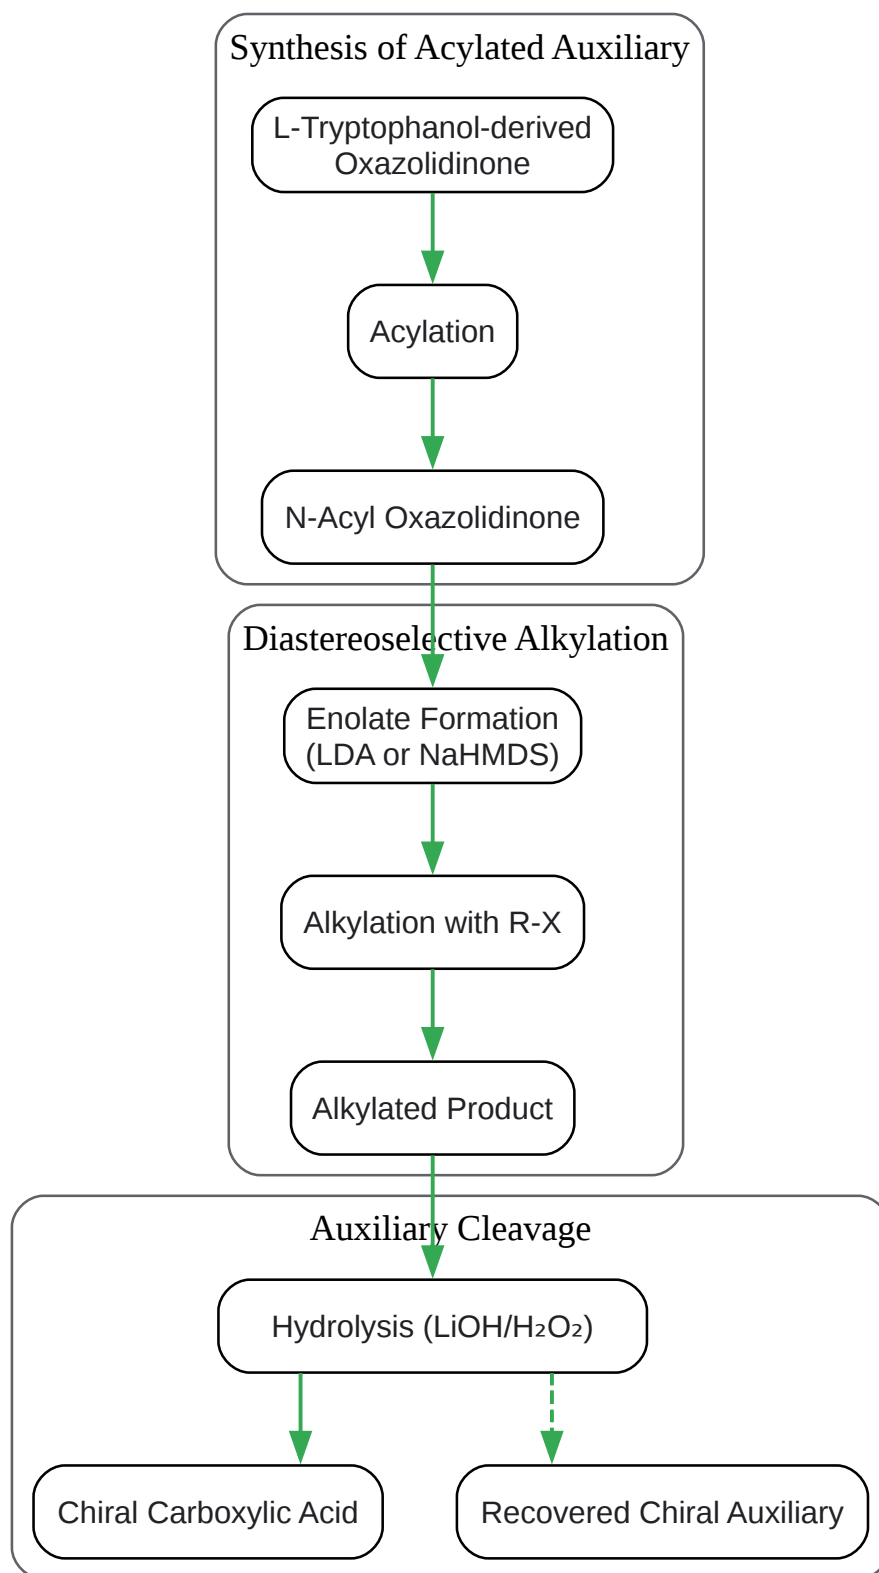 Synthesis of Acylated Auxiliary
L-Tryptophanol-derived
Oxazolidinone
Acylation
N-Acyl Oxazolidinone
Diastereoselective Alkylation
Enolate Formation
(LDA or NaHMDS)
Alkylation with R-X
Alkylated Product
Auxiliary Cleavage
Hydrolysis (LiOH/H₂O₂)
Chiral Carboxylic Acid
Recovered Chiral Auxiliary